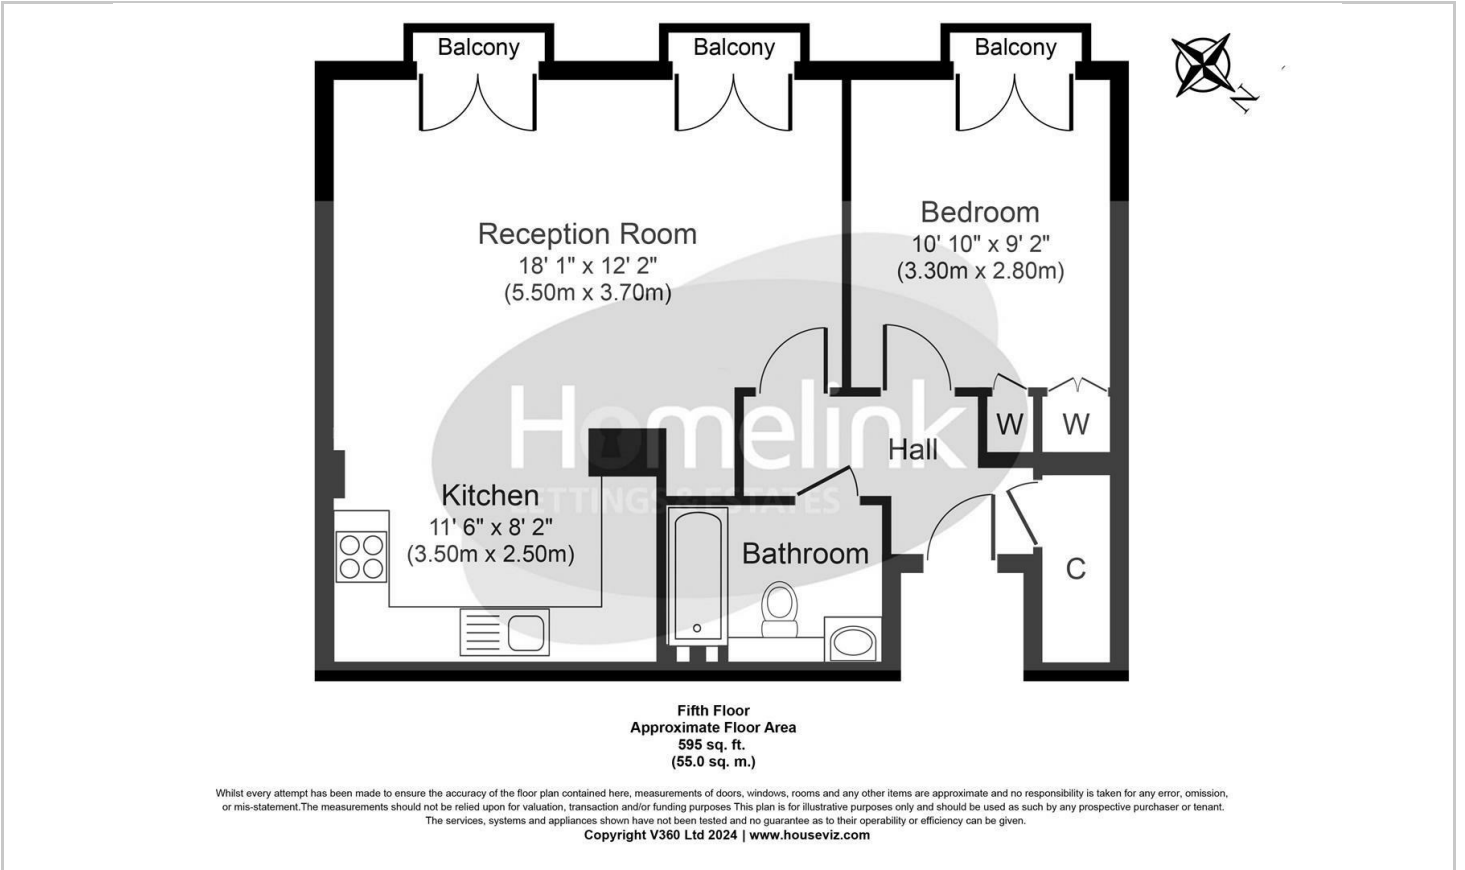 Balcony
Balcony
Balcony
N
Reception Room
18' 1" x 12' 2"
(5.50m x 3.70m)
Bedroom
10' 10" x 9' 2"
(3.30m x 2.80m)
Homelink
LETTINGS & ESTATES
Hall
W
W
Kitchen
11' 6" x 8' 2"
(3.50m x 2.50m)
Bathroom
C
Fifth Floor
Approximate Floor Area
595 sq. ft.
(55.0 sq. m.)
Whilst every attempt has been made to ensure the accuracy of the floor plan contained here, measurements of doors, windows, rooms and any other items are approximate and no responsibility is taken for any error, omission,
or mis-statement.The measurements should not be relied upon for valuation, transaction and/or funding purposes This plan is for illustrative purposes only and should be used as such by any prospective purchaser or tenant.
The services, systems and appliances shown have not been tested and no guarantee as to their operability or efficiency can be given.
Copyright V360 Ltd 2024 | www.houseviz.com